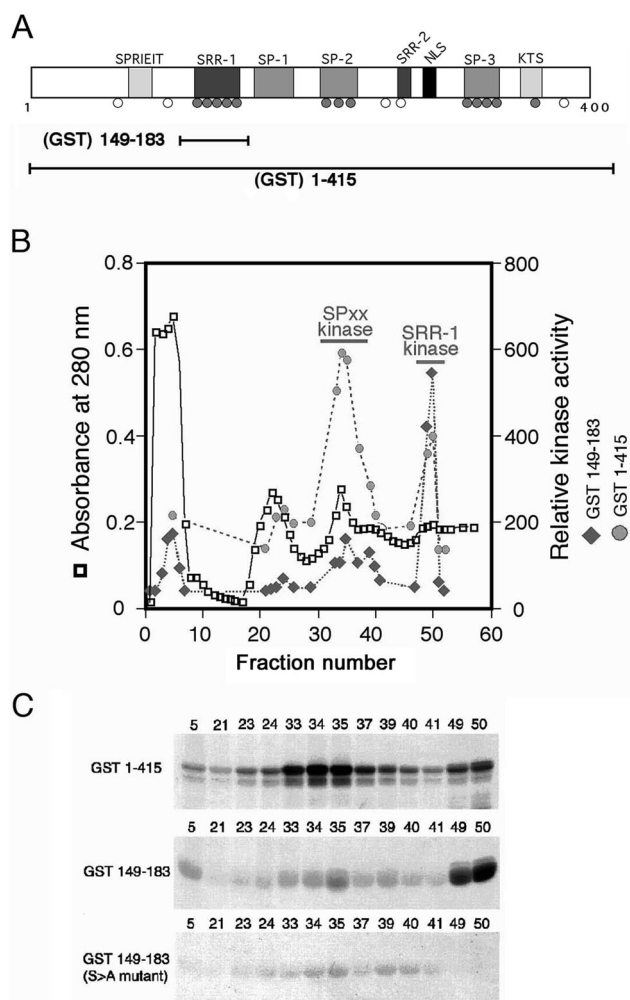 A
SPRIEIT SRR-1 SP-1 SP-2 SRR-2 NLS SP-3 KTS
1 400
(GST) 149-183
(GST) 1-415
B
0.8 800
SPxx
kinase
SRR-1
kinase
0.6 600
0.4 400
0.2 200
0 0
Absorbance at 280 nm
Relative kinase activity
GST 149-183
GST 1-415
0 10 20 30 40 50 60
Fraction number
C
5 21 23 24 33 34 35 37 39 40 41 49 50
GST 1-415
5 21 23 24 33 34 35 37 39 40 41 49 50
GST 149-183
5 21 23 24 33 34 35 37 39 40 41 49 50
GST 149-183
(S>A mutant)